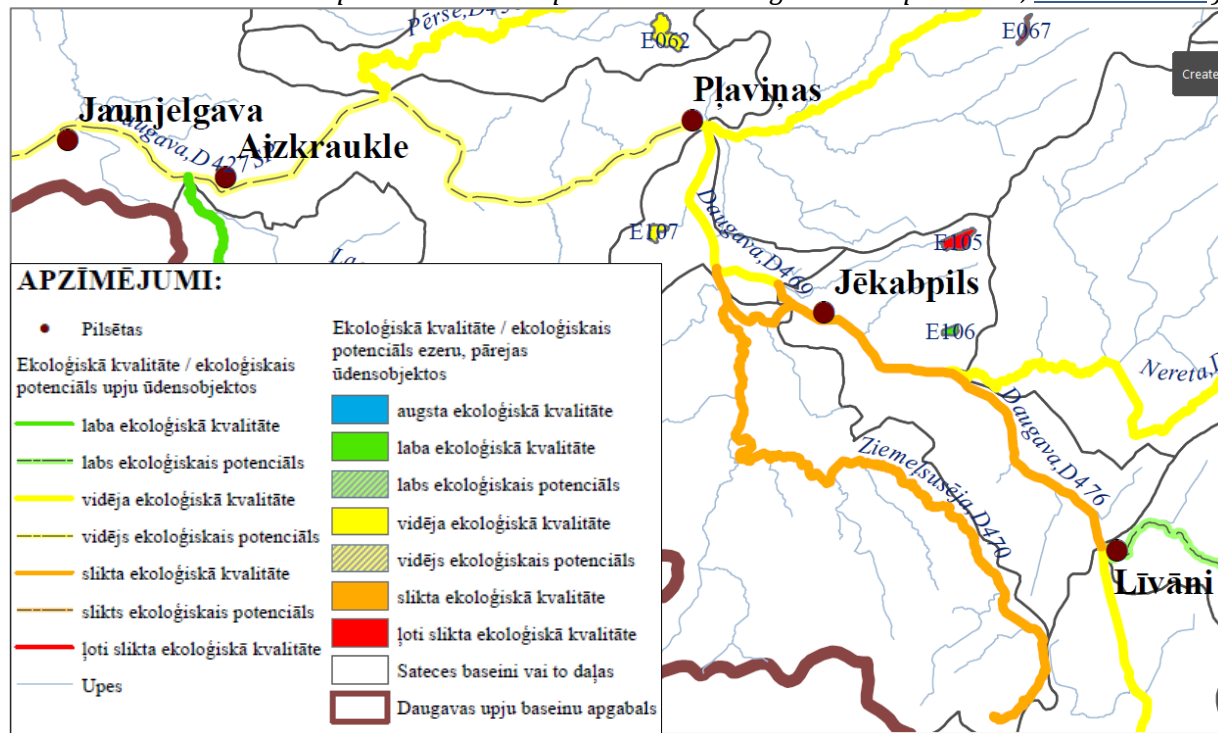 Pērse, D
E062
E067
Create
Jaunjelgava
Daugava, D427SP
Aizkraukle
Pļaviņas
E107
Daugava, D469
E105
Jēkabpils
E106
Nereta, D
Daugava, D476
Ziemeļsusēja, D470
Līvāni
APZĪMĒJUMI:
Pilsētas
Ekoloģiskā kvalitāte / ekoloģiskais
potenciāls upju ūdensobjektos
laba ekoloģiskā kvalitāte
labs ekoloģiskais potenciāls
vidēja ekoloģiskā kvalitāte
vidējs ekoloģiskais potenciāls
slikta ekoloģiskā kvalitāte
slikts ekoloģiskais potenciāls
ļoti slikta ekoloģiskā kvalitāte
Upes
Ekoloģiskā kvalitāte / ekoloģiskais
potenciāls ezeru, pārejas
ūdensobjektos
augsta ekoloģiskā kvalitāte
laba ekoloģiskā kvalitāte
labs ekoloģiskais potenciāls
vidēja ekoloģiskā kvalitāte
vidējs ekoloģiskais potenciāls
slikta ekoloģiskā kvalitāte
ļoti slikta ekoloģiskā kvalitāte
Sateces baseini vai to daļas
Daugavas upju baseinu apgabals